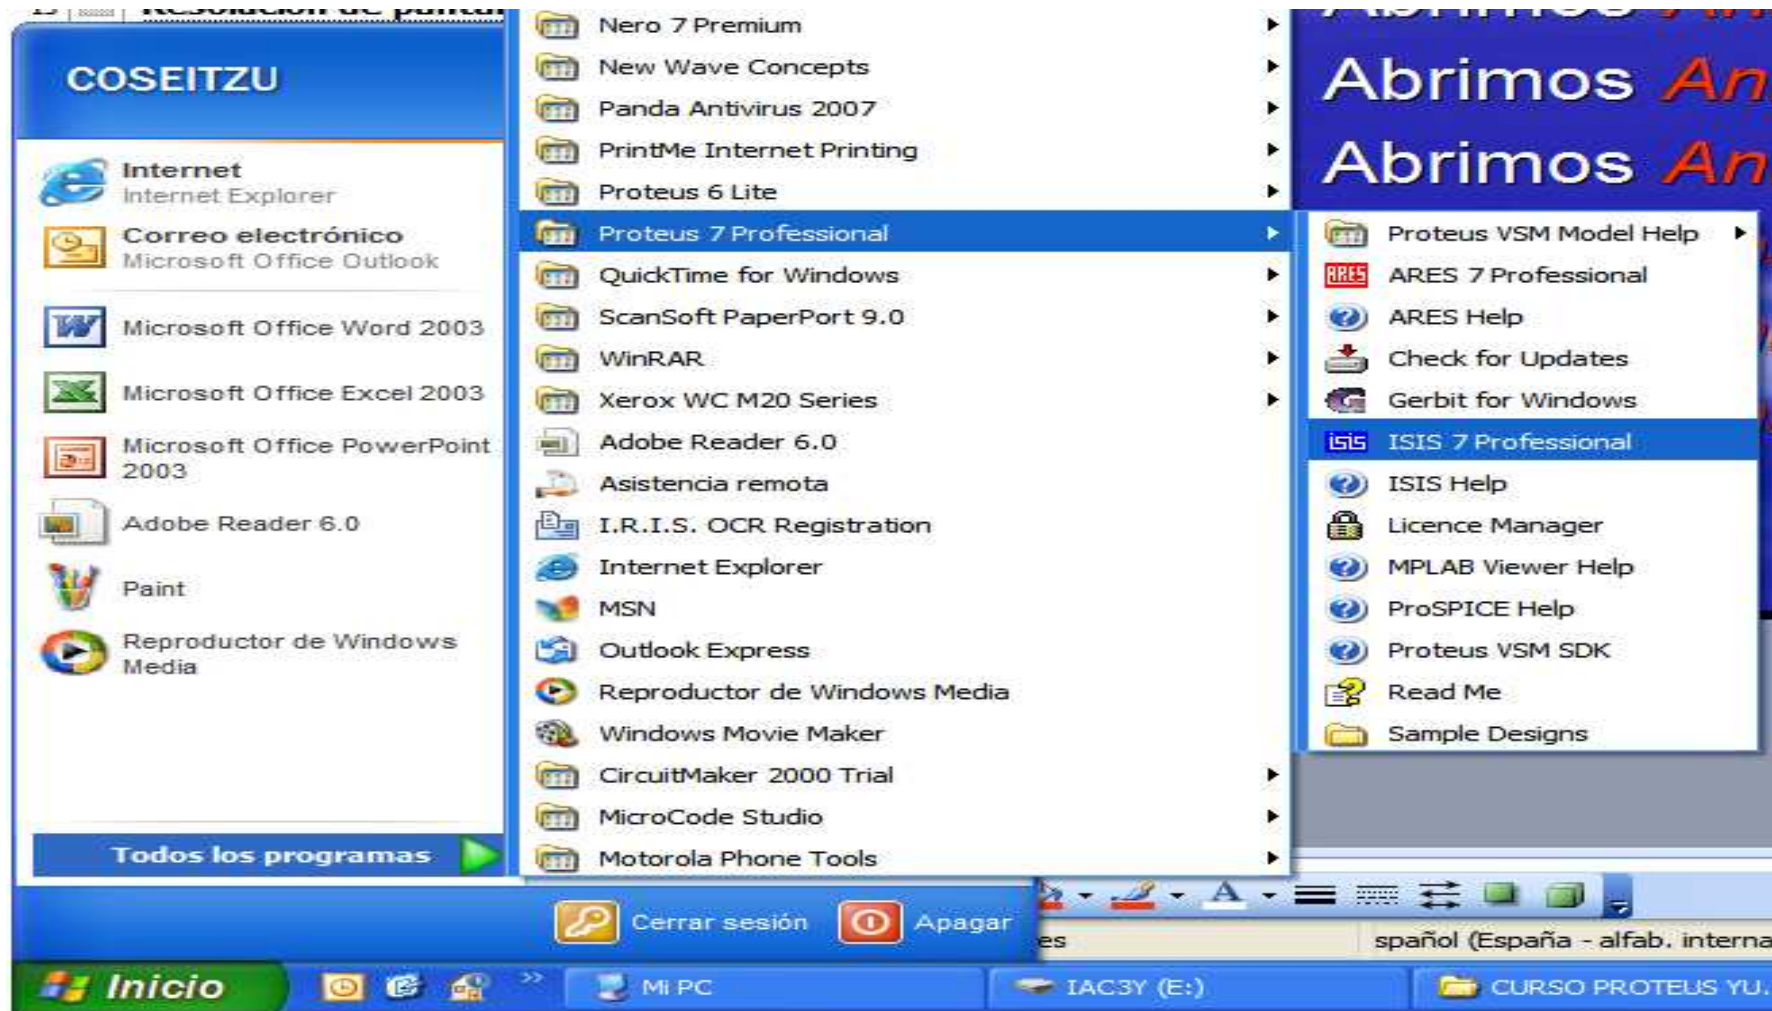 COSEITZU
Internet
Internet Explorer
Correo electrónico
Microsoft Office Outlook
Microsoft Office Word 2003
Microsoft Office Excel 2003
Microsoft Office PowerPoint
2003
Adobe Reader 6.0
Paint
Reproductor de Windows
Media
Todos los programas
Nero 7 Premium
New Wave Concepts
Panda Antivirus 2007
PrintMe Internet Printing
Proteus 6 Lite
Proteus 7 Professional
QuickTime for Windows
ScanSoft PaperPort 9.0
WinRAR
Xerox WC M20 Series
Adobe Reader 6.0
Asistencia remota
I.R.I.S. OCR Registration
Internet Explorer
MSN
Outlook Express
Reproductor de Windows Media
Windows Movie Maker
CircuitMaker 2000 Trial
MicroCode Studio
Motorola Phone Tools
Abrimos An
Abrimos An
Proteus VSM Model Help
ARES ARES 7 Professional
ARES Help
Check for Updates
Gerbit for Windows
isis ISIS 7 Professional
ISIS Help
Licence Manager
MPLAB Viewer Help
ProSPICE Help
Proteus VSM SDK
Read Me
Sample Designs
Cerrar sesión Apagar
A
es spañol (España - alfab. interna
Inicio » Mi PC IAC3Y (E:) CURSO PROTEUS YU.